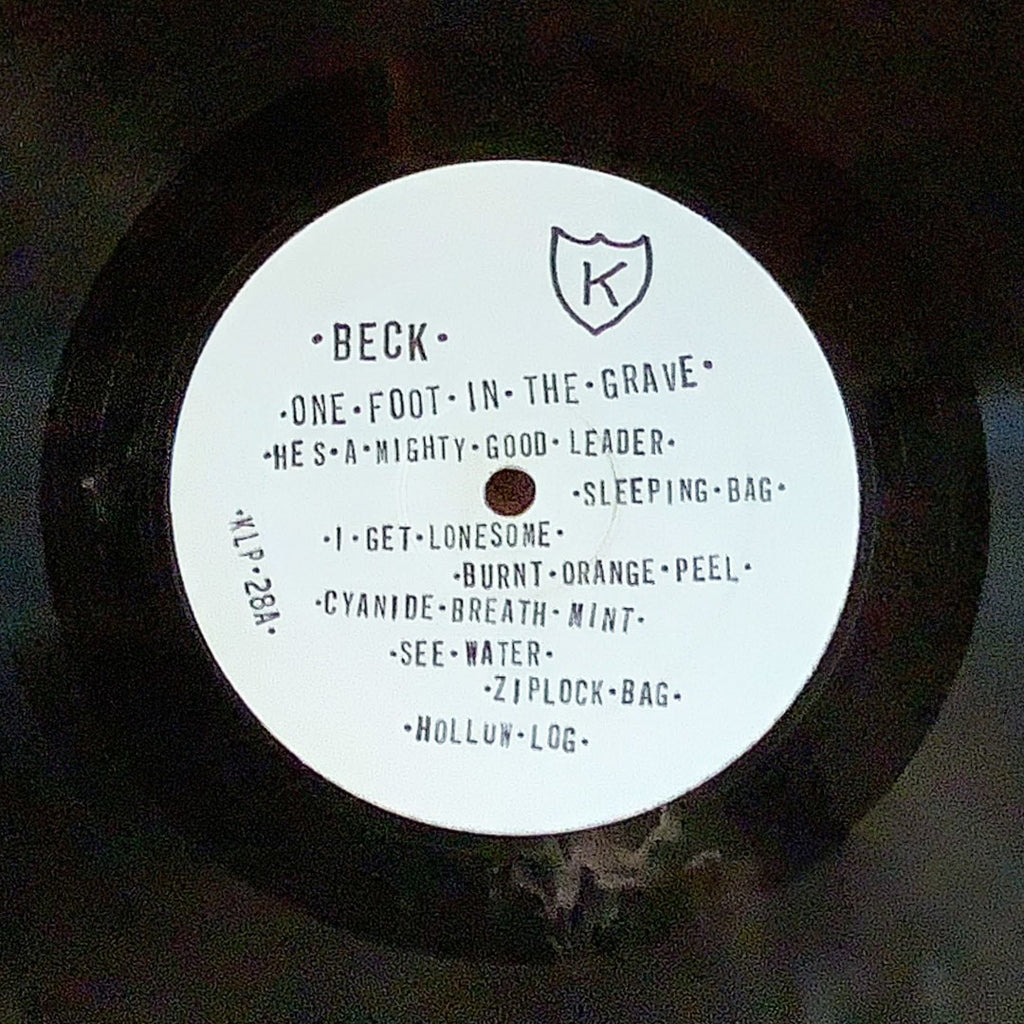 K
·BECK·
·ONE·FOOT·IN·THE·GRAVE·
·HE S·A·MIGHTY·GOOD·LEADER·
·SLEEPING·BAG·
·I·GET·LONESOME·
·BURNT·ORANGE·PEEL·
·CYANIDE·BREATH·MINT·
·SEE·WATER·
·ZIPLOCK·BAG·
·HOLLOW·LOG·
·KLP·28A·